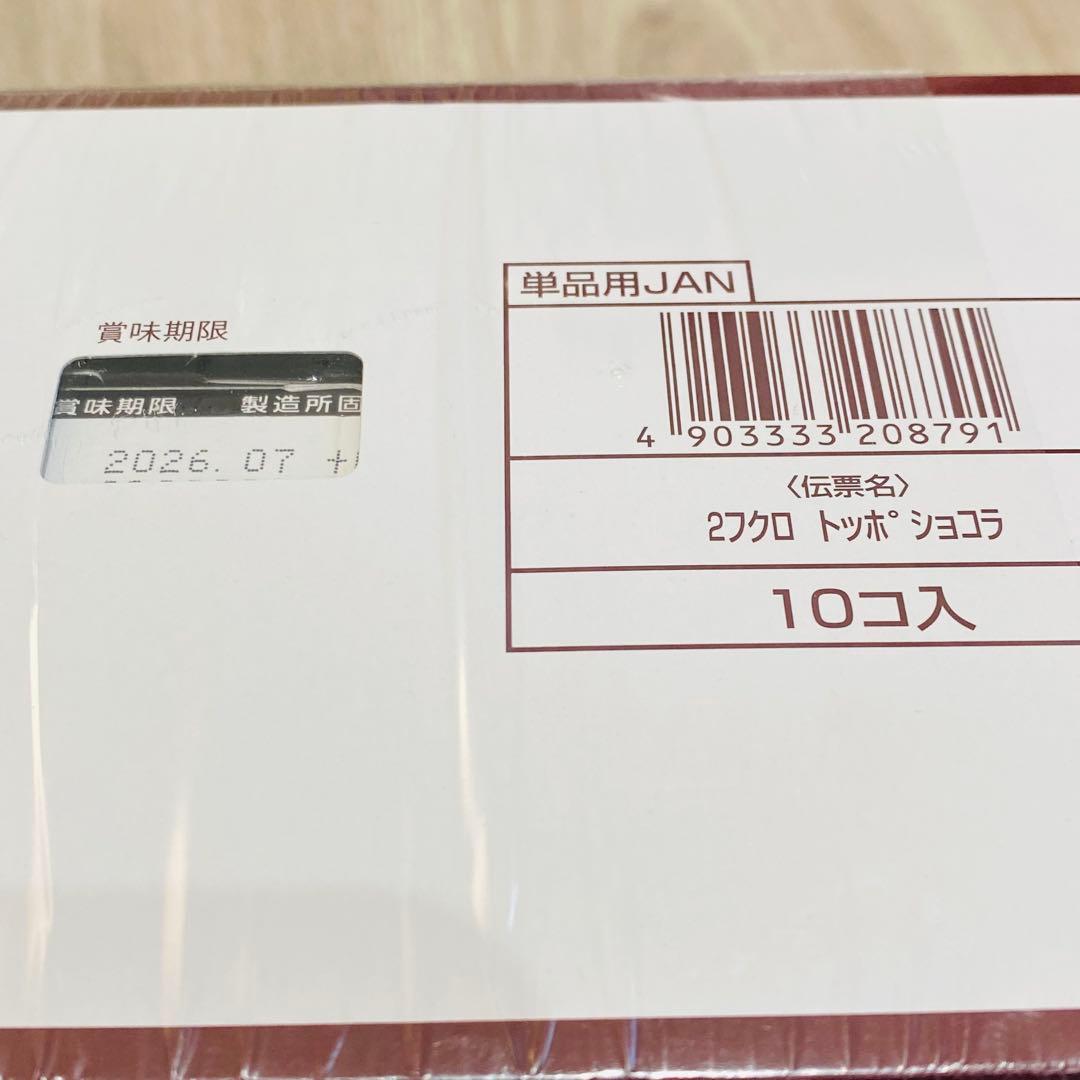 賞味期限
賞味期限 製造所固
2026. 07 +
単品用JAN
4 903333 208791
〈伝票名〉
2フクロ トッポ ショコラ
10コ入